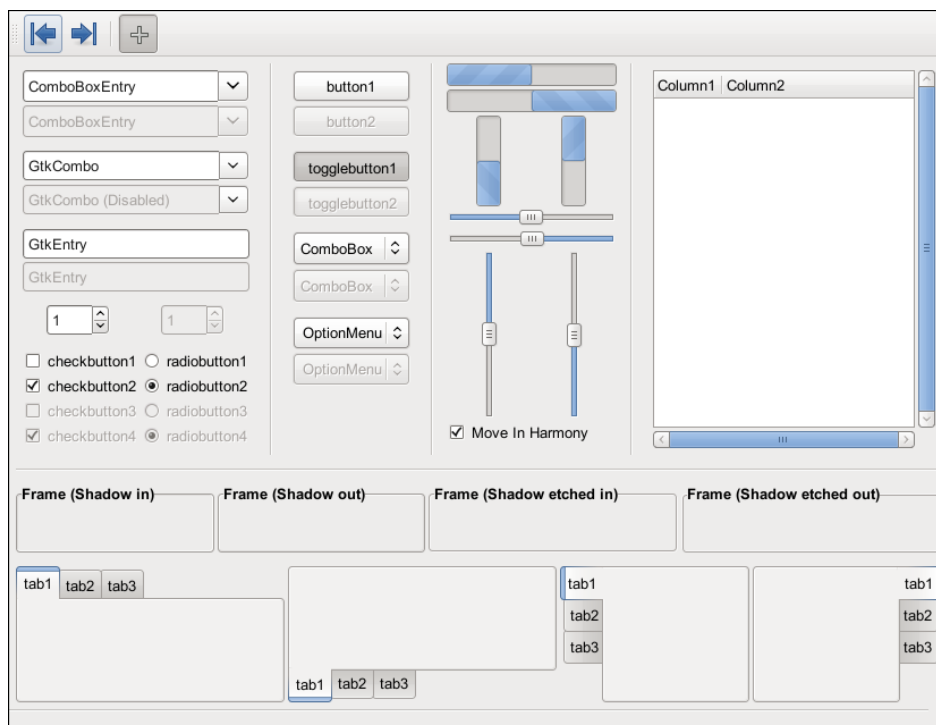 ComboBoxEntry
ComboBoxEntry
GtkCombo
GtkCombo (Disabled)
GtkEntry
GtkEntry
1 1
checkbutton1 radiobutton1
checkbutton2 radiobutton2
checkbutton3 radiobutton3
checkbutton4 radiobutton4
button1
button2
togglebutton1
togglebutton2
ComboBox
ComboBox
OptionMenu
OptionMenu
Move In Harmony
Column1 Column2
Frame (Shadow in) Frame (Shadow out) Frame (Shadow etched in) Frame (Shadow etched out)
tab1 tab2 tab3
tab1 tab2 tab3
tab1
tab2
tab3
tab1
tab2
tab3